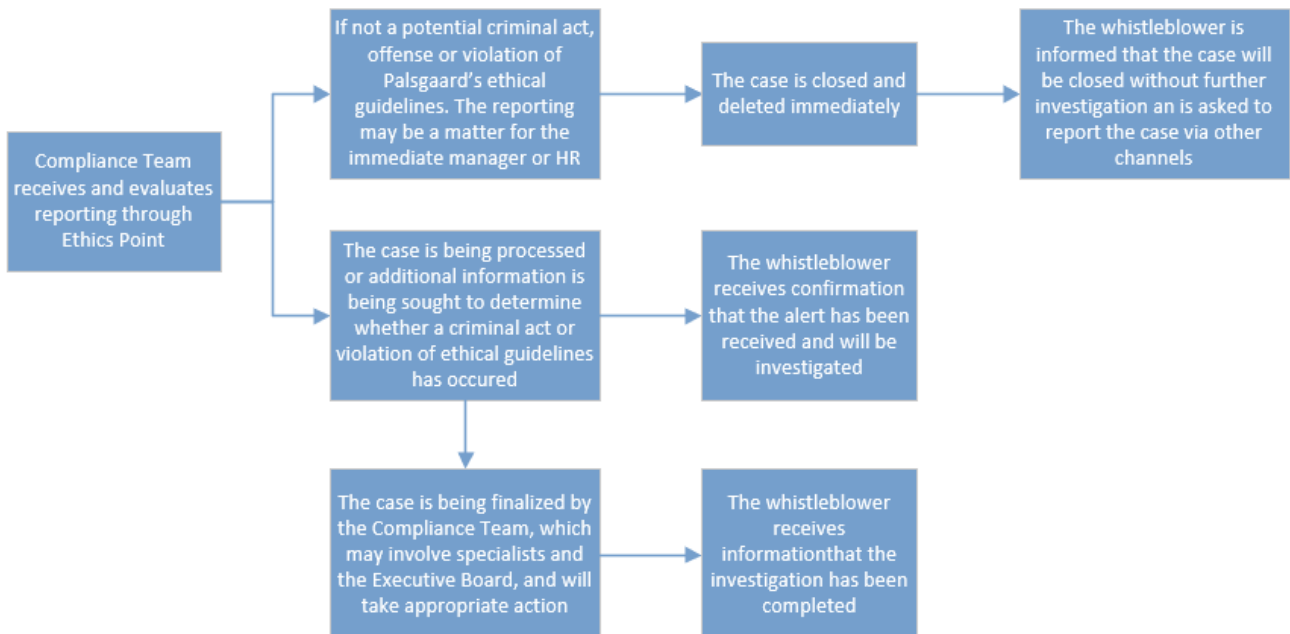 Compliance Team
receives and evaluates
reporting through
Ethics Point
If not a potential criminal act,
offense or violation of
Palsgaard’s ethical
guidelines. The reporting
may be a matter for the
immediate manager or HR
The case is closed and
deleted immediately
The whistleblower is
informed that the case will
be closed without further
investigation an is asked to
report the case via other
channels
The case is being processed
or additional information is
being sought to determine
whether a criminal act or
violation of ethical guidelines
has occured
The whistleblower
receives confirmation
that the alert has been
received and will be
investigated
The case is being finalized by
the Compliance Team, which
may involve specialists and
the Executive Board, and will
take appropriate action
The whistleblower
receives
informationthat the
investigation has been
completed